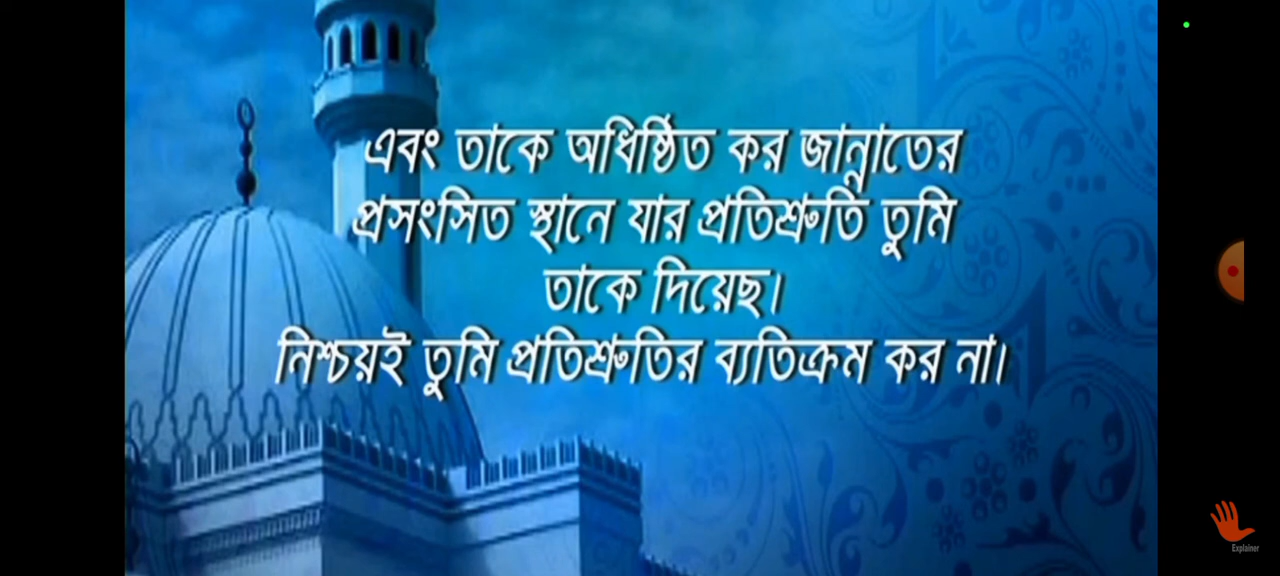 এবং তাকে অধিষ্ঠিত কর জান্নাতের
প্রসংসিত স্থানে যার প্রতিশ্রুতি তুমি
তাকে দিয়েছ।
নিশ্চয়ই তুমি প্রতিশ্রুতির ব্যতিক্রম কর না।
Explainer